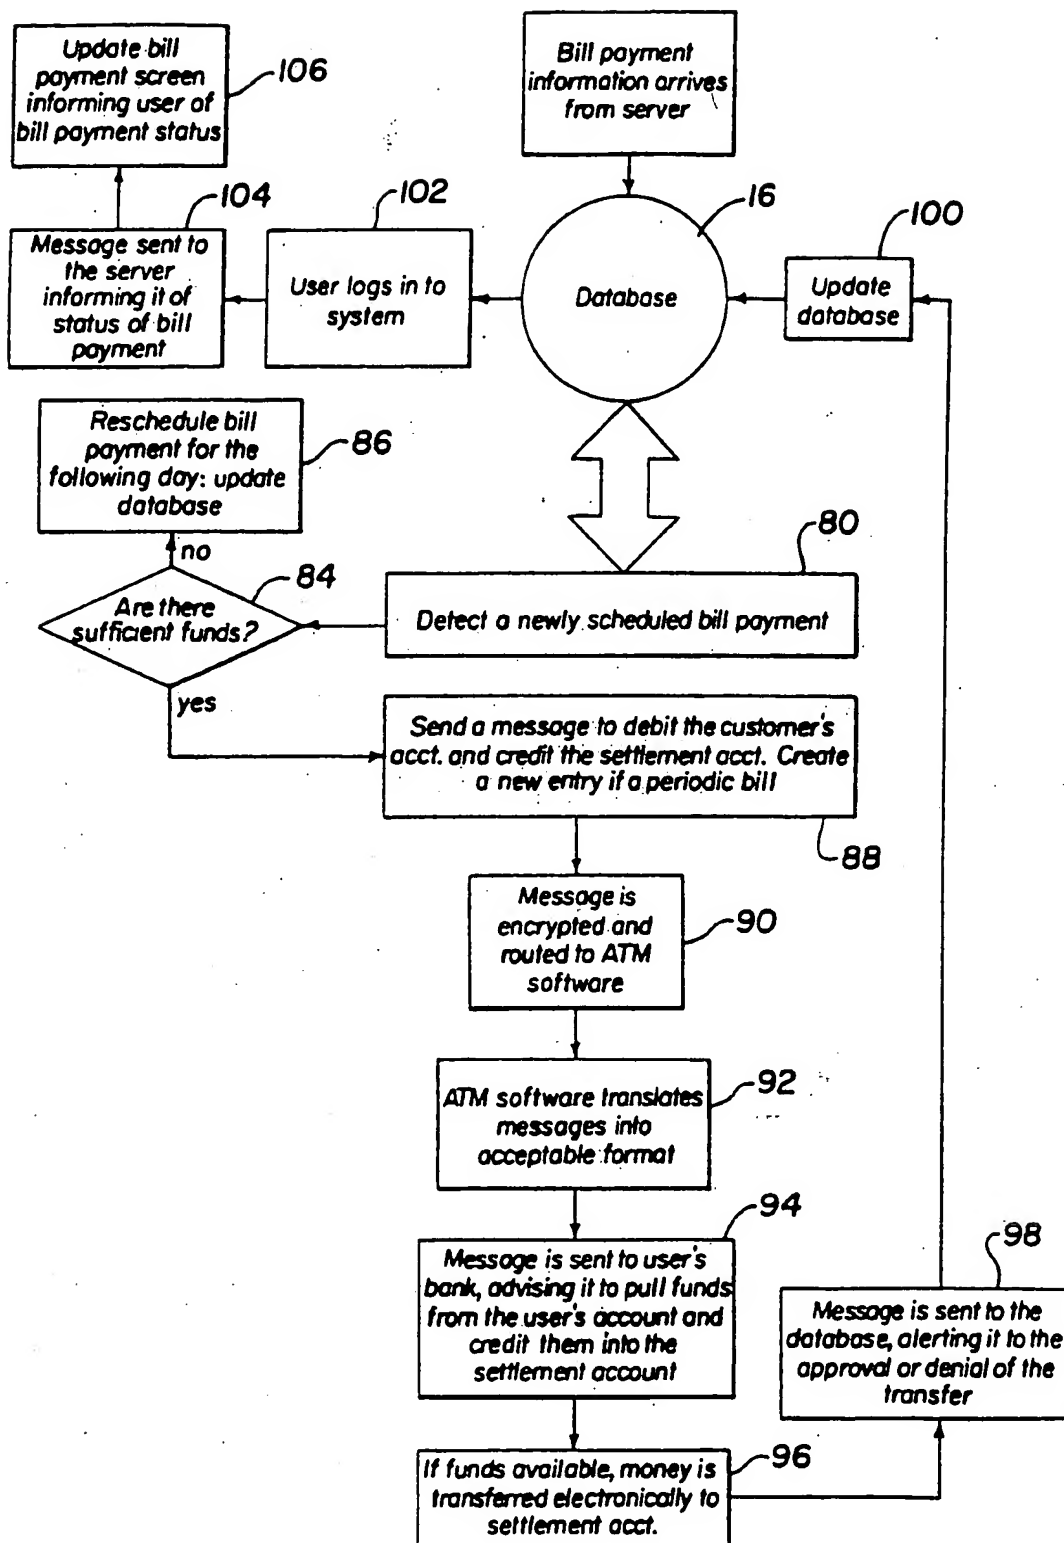 Update bill
payment screen
informing user of
bill payment status
106
Bill payment
information arrives
from server
104
102
16
100
Message sent to
the server
informing it of
status of bill
payment
User logs in to
system
Database
Update
database
Reschedule bill
payment for the
following day: update
database
86
no
84
Are there
sufficient funds?
yes
80
Detect a newly scheduled bill payment
Send a message to debit the customer's
acct. and credit the settlement acct. Create
a new entry if a periodic bill
88
Message is
encrypted and
routed to ATM
software
90
ATM software translates
messages into
acceptable format
92
94
Message is sent to user's
bank, advising it to pull funds
from the user's account and
credit them into the
settlement account
98
Message is sent to the
database, alerting it to the
approval or denial of the
transfer
If funds available, money is
transferred electronically to
settlement acct.
96